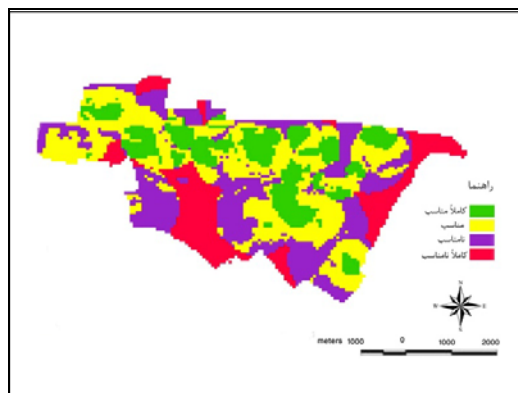 راهنما
کاملاً مناسب
مناسب
نامناسب
کاملاً نامناسب
N
W E
S
meters 1000 0 1000 2000